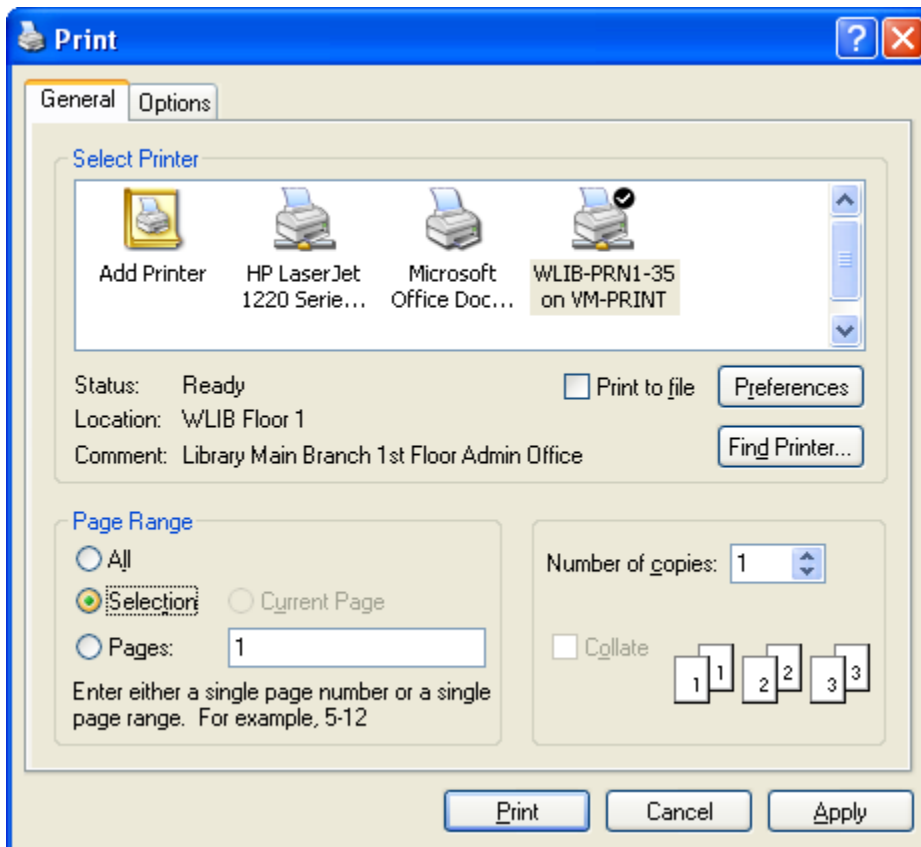 Print
General
Options
Select Printer
Add Printer
HP LaserJet
1220 Serie...
Microsoft
Office Doc...
WLIB-PRN1-35
on VM-PRINT
Status: Ready
Print to file
Preferences
Location: WLIB Floor 1
Comment: Library Main Branch 1st Floor Admin Office
Find Printer...
Page Range
All
Selection
Current Page
Pages: 1
Enter either a single page number or a single
page range. For example, 5-12
Number of copies: 1
Collate
1 1 2 2 3 3
Print
Cancel
Apply